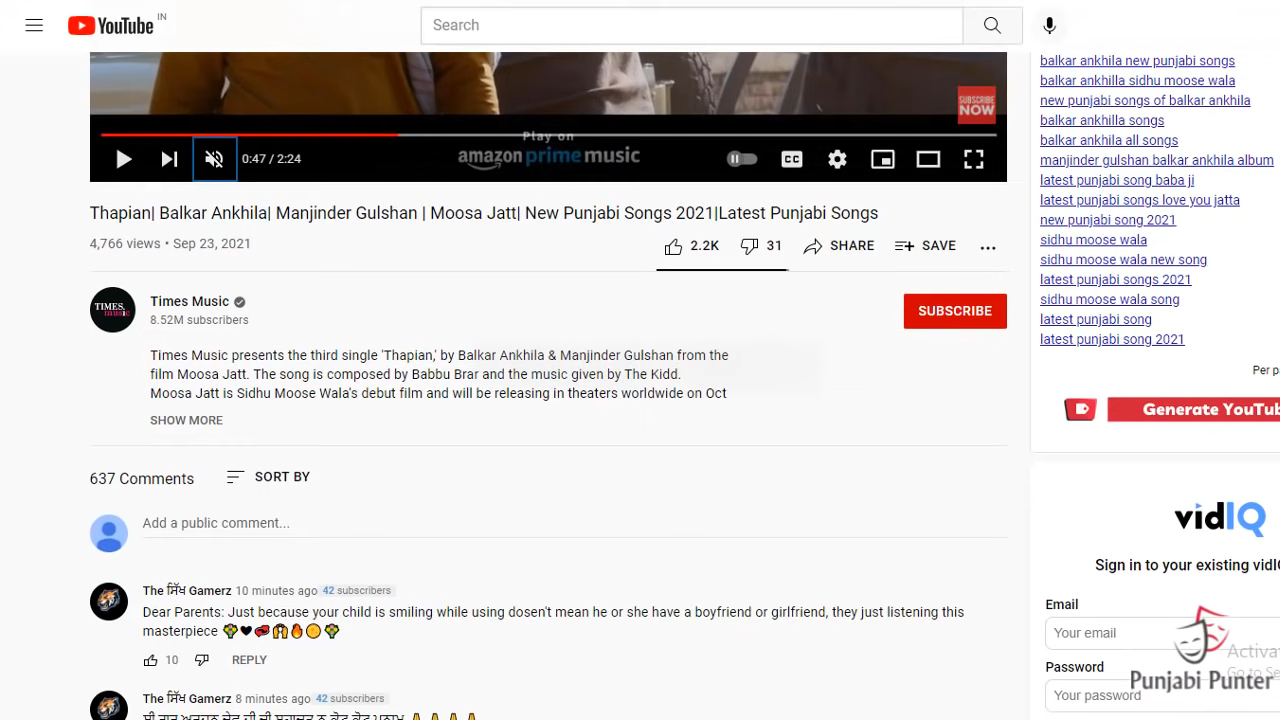 YouTube IN
Search
SUBSCRIBE
NOW
Play on
amazon prime music
0:47 / 2:24
CC
Thapian| Balkar Ankhila| Manjinder Gulshan | Moosa Jatt| New Punjabi Songs 2021|Latest Punjabi Songs
4,766 views • Sep 23, 2021
2.2K
31
SHARE
SAVE
TIMES music
Times Music
8.52M subscribers
SUBSCRIBE
Times Music presents the third single 'Thapian,' by Balkar Ankhila & Manjinder Gulshan from the
film Moosa Jatt. The song is composed by Babbu Brar and the music given by The Kidd.
Moosa Jatt is Sidhu Moose Wala's debut film and will be releasing in theaters worldwide on Oct
SHOW MORE
637 Comments
SORT BY
Add a public comment...
The ਸਿੱਖ Gamerz 10 minutes ago 42 subscribers
Dear Parents: Just because your child is smiling while using dosen't mean he or she have a boyfriend or girlfriend, they just listening this
masterpiece
10
REPLY
The ਸਿੱਖ Gamerz 8 minutes ago 42 subscribers
balkar ankhila new punjabi songs
balkar ankhilla sidhu moose wala
new punjabi songs of balkar ankhila
balkar ankhilla songs
balkar ankhila all songs
manjinder gulshan balkar ankhila album
latest punjabi song baba ji
latest punjabi songs love you jatta
new punjabi song 2021
sidhu moose wala
sidhu moose wala new song
latest punjabi songs 2021
sidhu moose wala song
latest punjabi song
latest punjabi song 2021
Per pa
Generate YouTub
vidIQ
Sign in to your existing vidI
Email
Your email
Password
Your password
Activa
Go to Se
Punjabi Punter